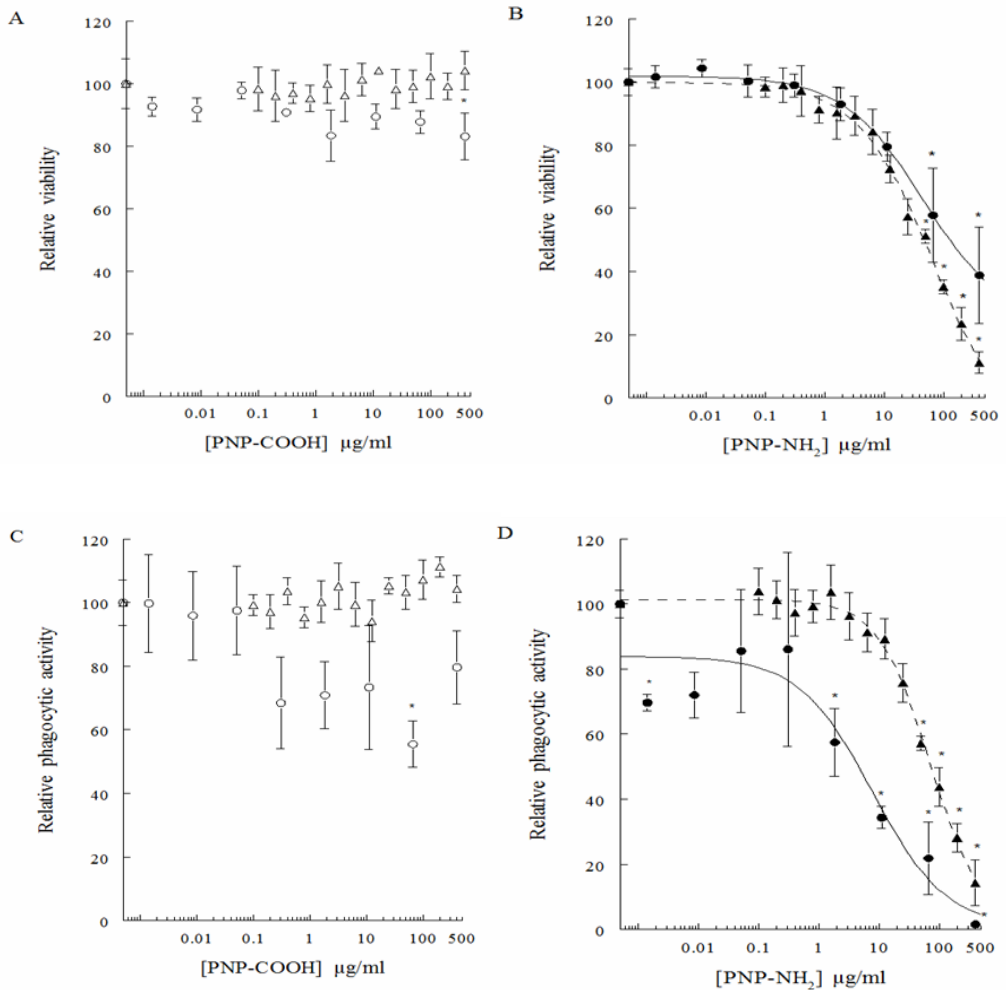 A
120
100
80
60
40
20
0
Relative viability
0.01 0.1 1 10 100 500
[PNP-COOH] µg/ml
*
B
120
100
80
60
40
20
0
Relative viability
0.01 0.1 1 10 100 500
[PNP-NH₂] µg/ml
* * * * * *
C
120
100
80
60
40
20
0
Relative phagocytic activity
0.01 0.1 1 10 100 500
[PNP-COOH] µg/ml
*
D
120
100
80
60
40
20
0
Relative phagocytic activity
0.01 0.1 1 10 100 500
[PNP-NH₂] µg/ml
* * * * * * * * *